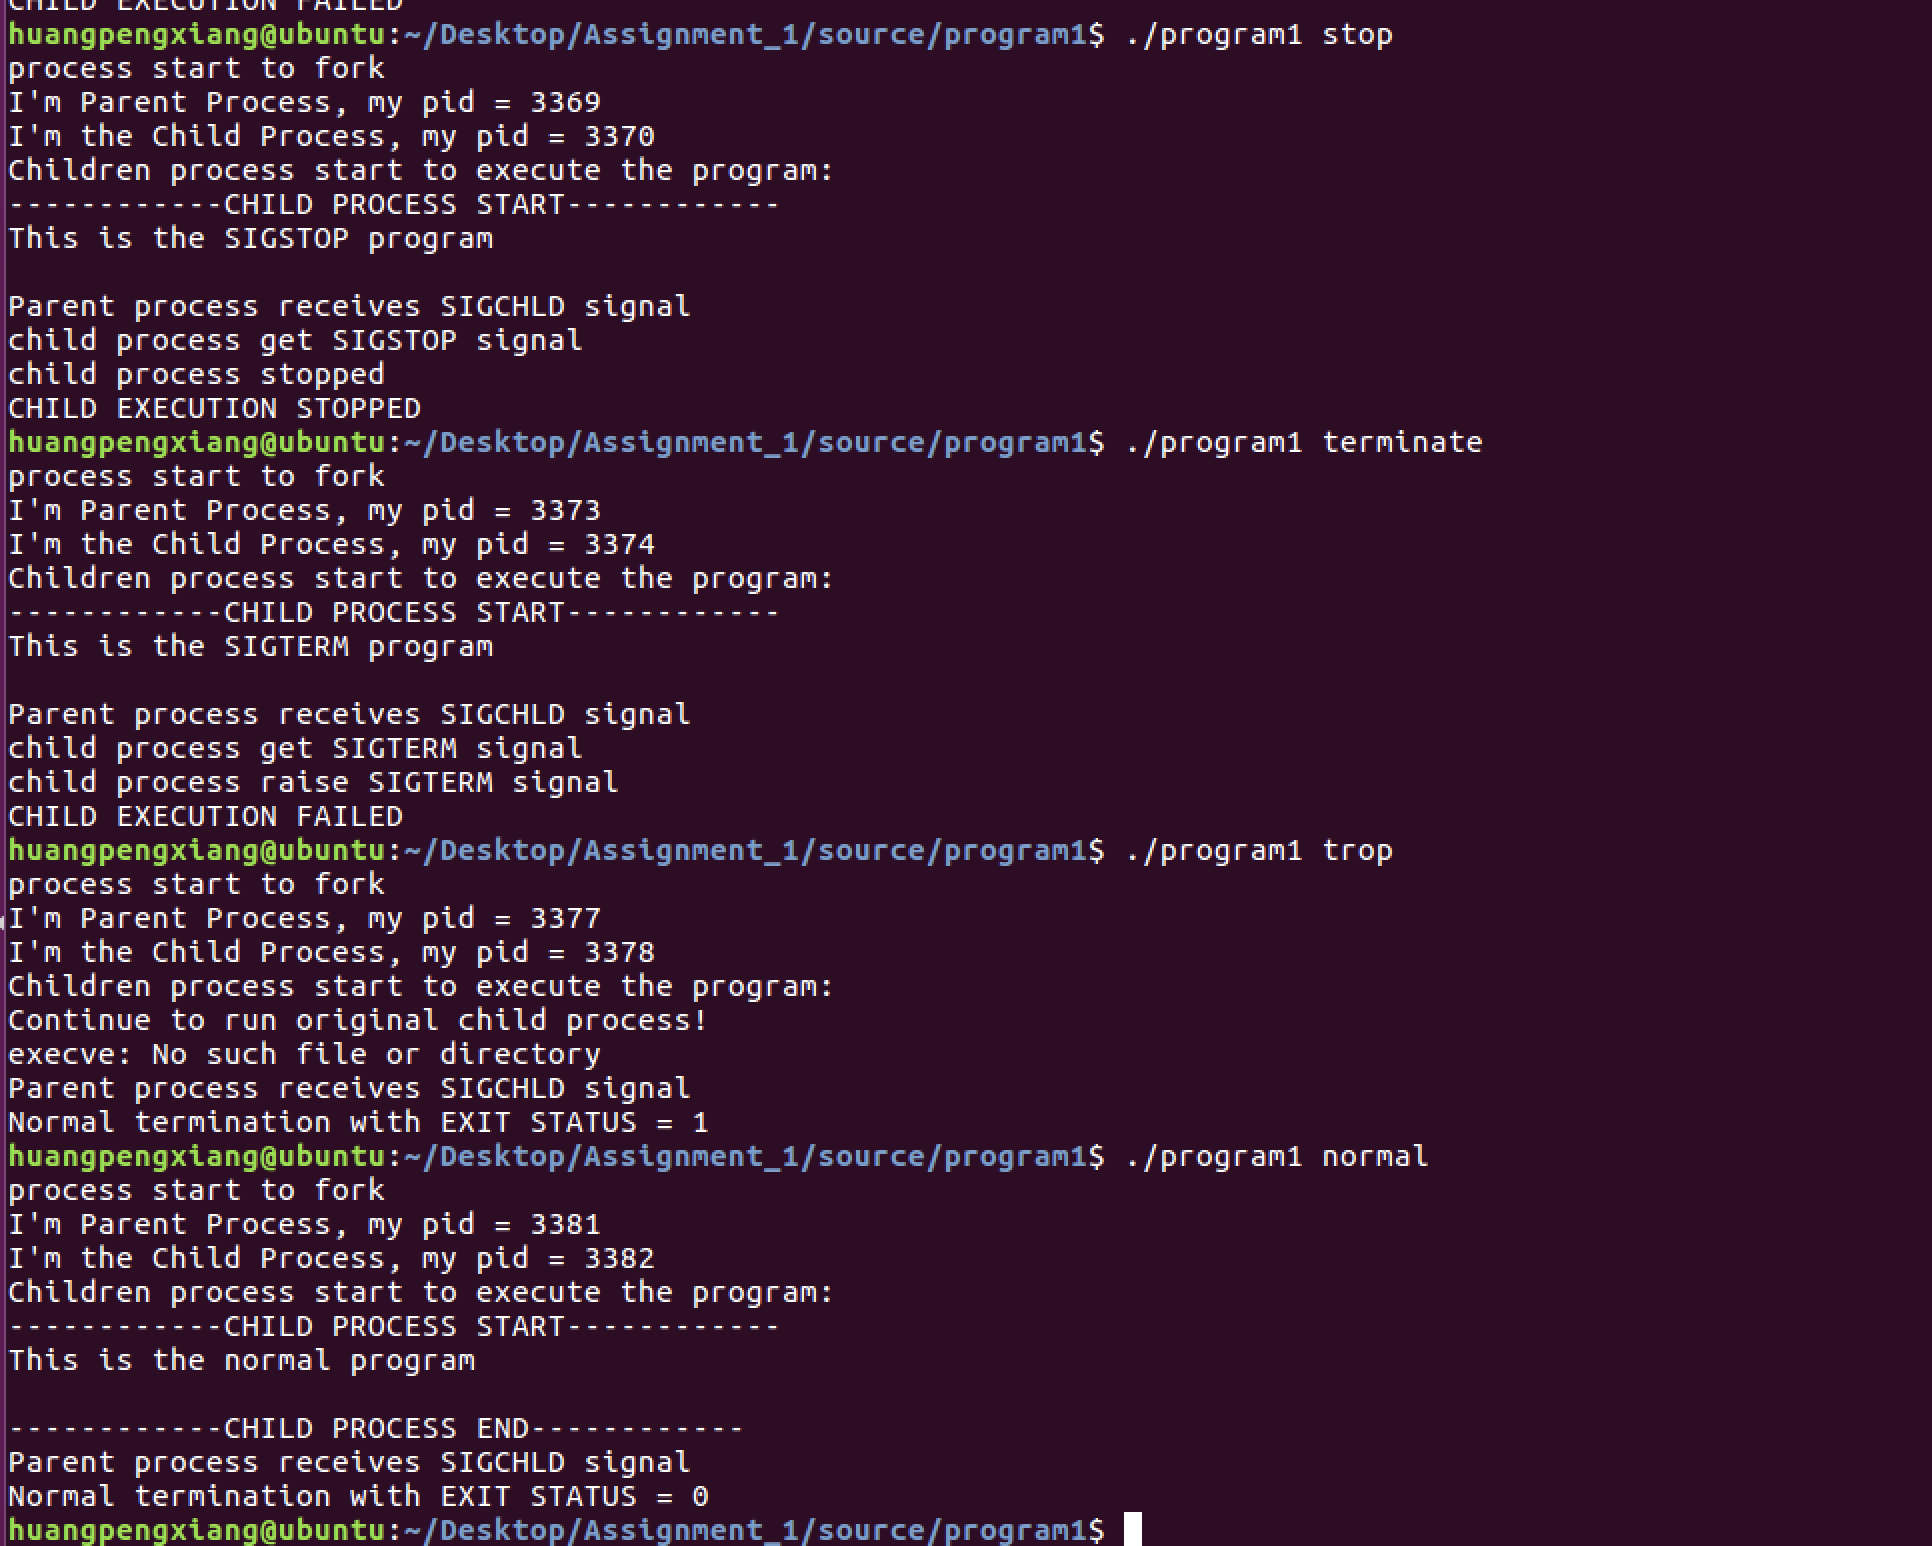 CHILD EXECUTION FAILED
huangpengxiang@ubuntu:~/Desktop/Assignment_1/source/program1$ ./program1 stop
process start to fork
I'm Parent Process, my pid = 3369
I'm the Child Process, my pid = 3370
Children process start to execute the program:
------------CHILD PROCESS START------------
This is the SIGSTOP program

Parent process receives SIGCHLD signal
child process get SIGSTOP signal
child process stopped
CHILD EXECUTION STOPPED
huangpengxiang@ubuntu:~/Desktop/Assignment_1/source/program1$ ./program1 terminate
process start to fork
I'm Parent Process, my pid = 3373
I'm the Child Process, my pid = 3374
Children process start to execute the program:
------------CHILD PROCESS START------------
This is the SIGTERM program

Parent process receives SIGCHLD signal
child process get SIGTERM signal
child process raise SIGTERM signal
CHILD EXECUTION FAILED
huangpengxiang@ubuntu:~/Desktop/Assignment_1/source/program1$ ./program1 trop
process start to fork
I'm Parent Process, my pid = 3377
I'm the Child Process, my pid = 3378
Children process start to execute the program:
Continue to run original child process!
execve: No such file or directory
Parent process receives SIGCHLD signal
Normal termination with EXIT STATUS = 1
huangpengxiang@ubuntu:~/Desktop/Assignment_1/source/program1$ ./program1 normal
process start to fork
I'm Parent Process, my pid = 3381
I'm the Child Process, my pid = 3382
Children process start to execute the program:
------------CHILD PROCESS START------------
This is the normal program

------------CHILD PROCESS END------------
Parent process receives SIGCHLD signal
Normal termination with EXIT STATUS = 0
huangpengxiang@ubuntu:~/Desktop/Assignment_1/source/program1$